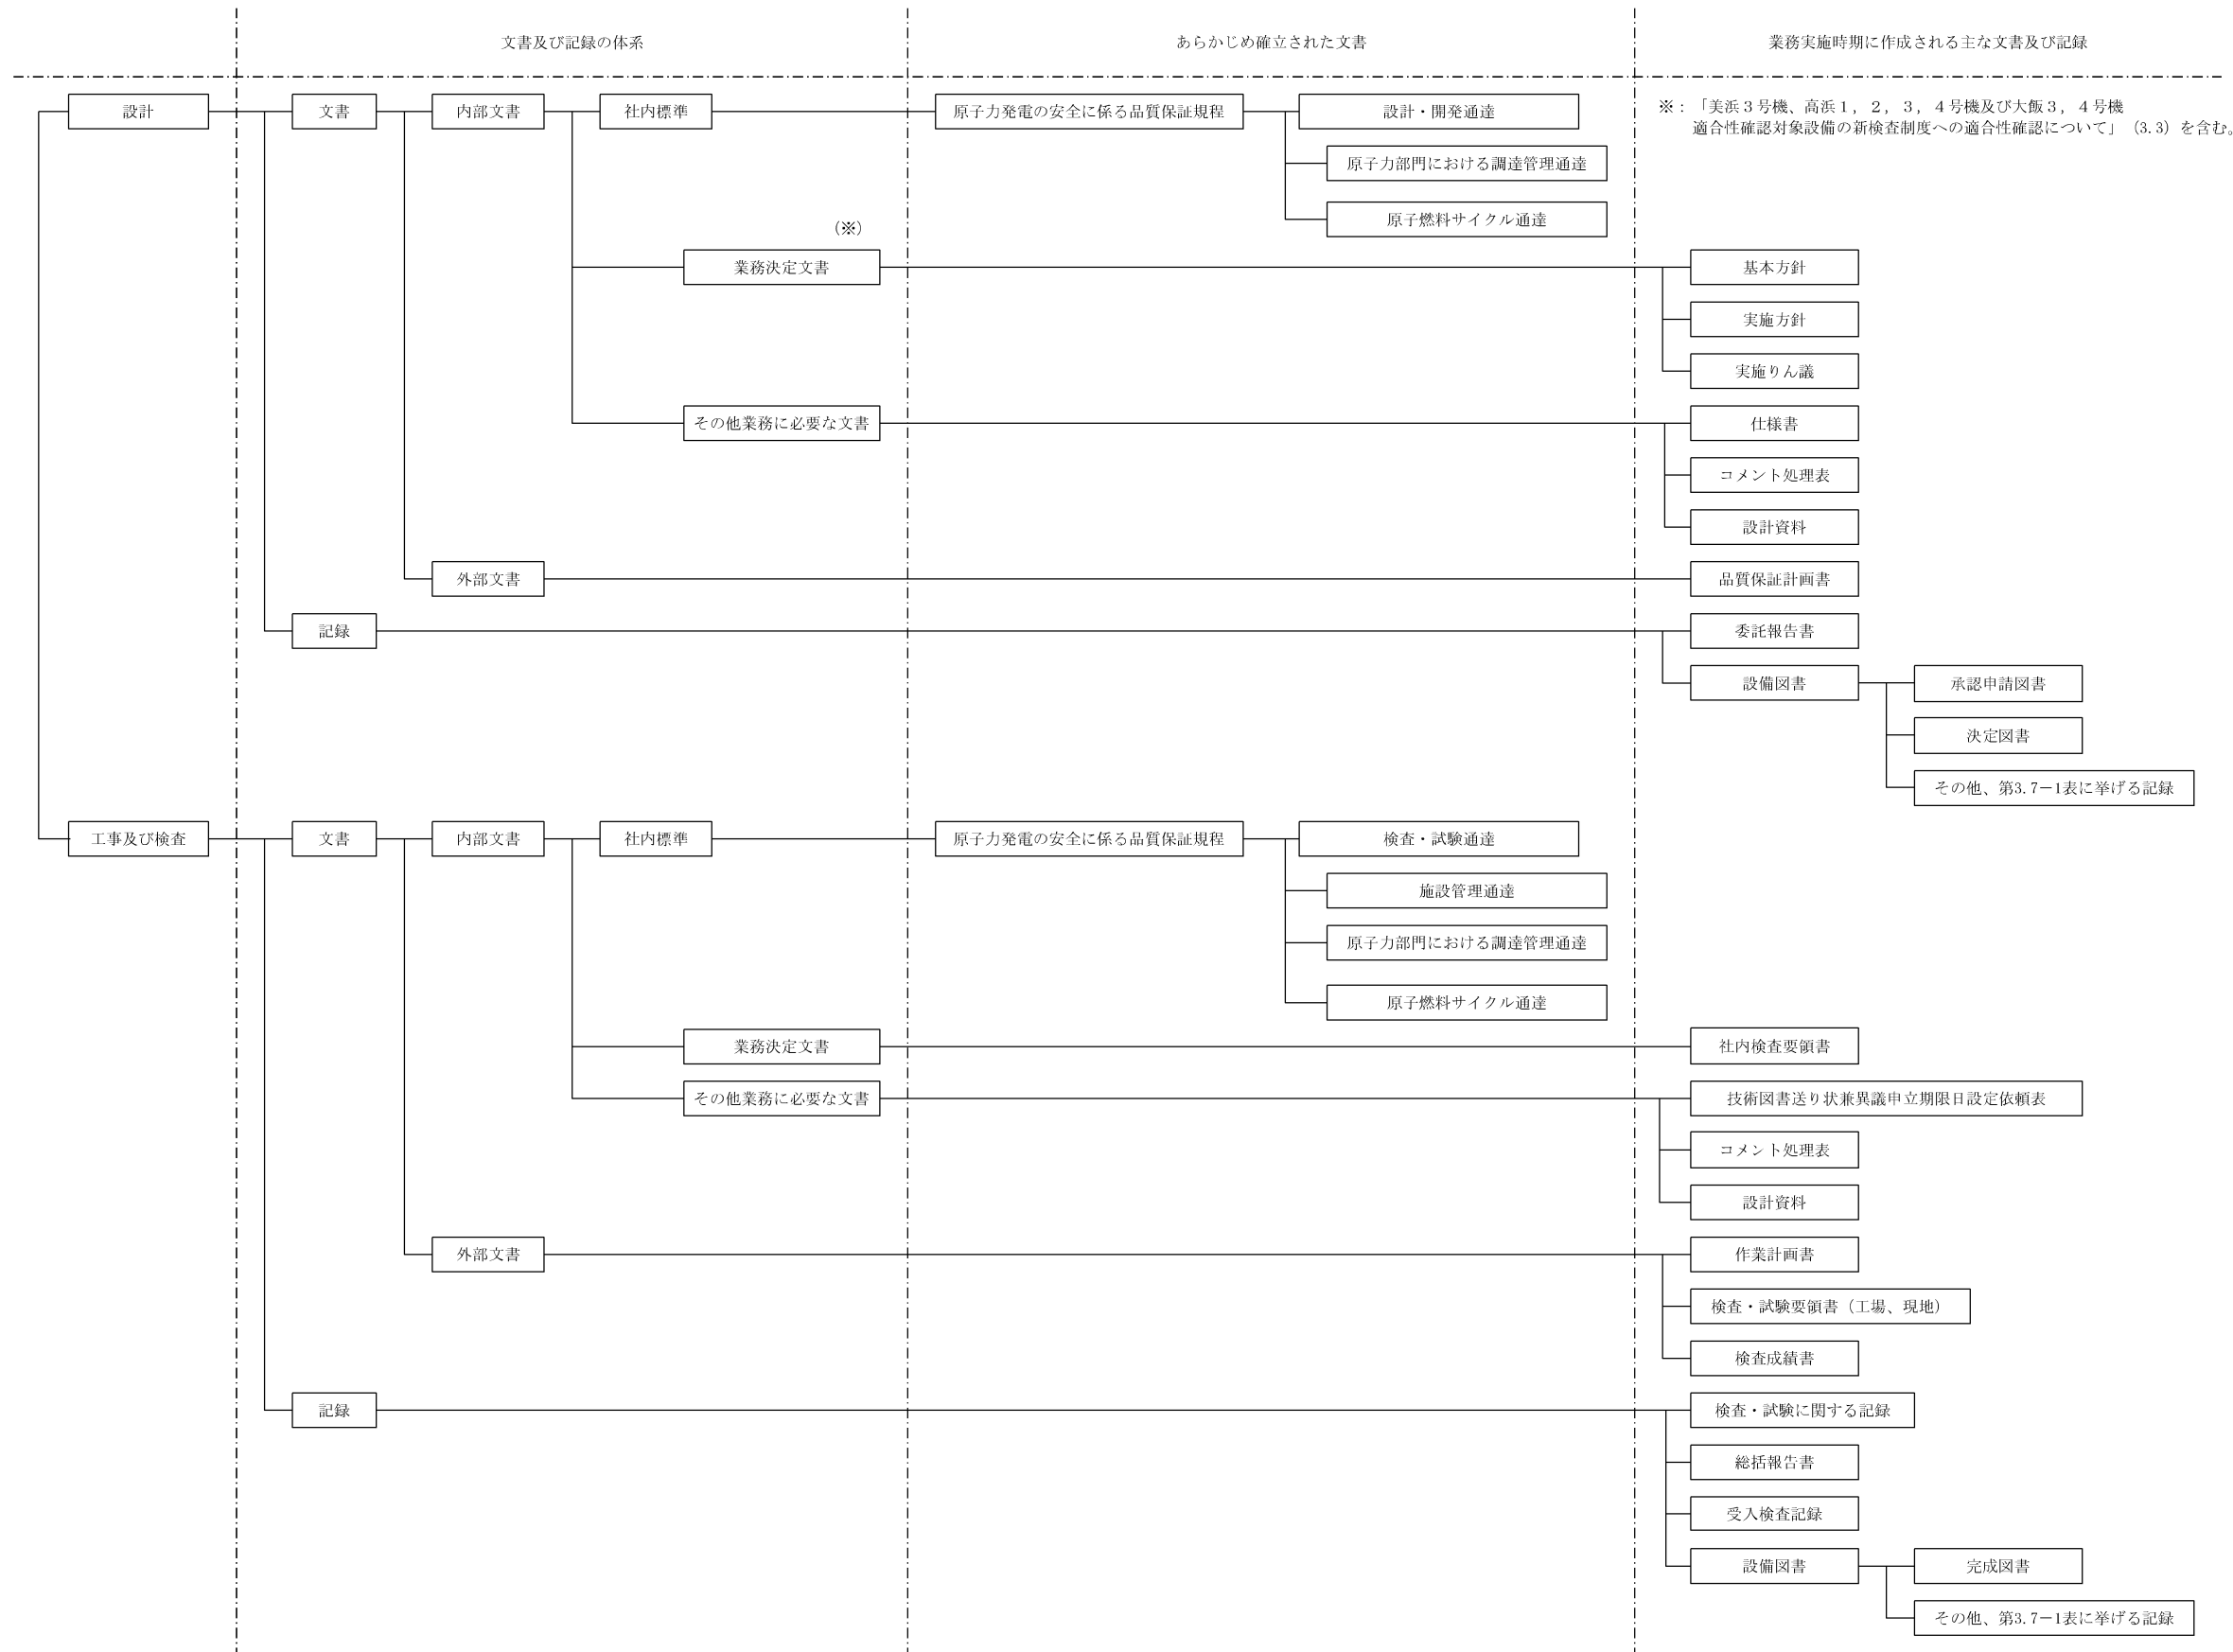 文書及び記録の体系
あらかじめ確立された文書
業務実施時期に作成される主な文書及び記録
設計
文書
内部文書
社内標準
原子力発電の安全に係る品質保証規程
設計・開発通達
※：「美浜３号機、高浜１，２，３，４号機及び大飯３，４号機
適合性確認対象設備の新検査制度への適合性確認について」（3.3）を含む。
原子力部門における調達管理通達
原子燃料サイクル通達
（※）
業務決定文書
基本方針
実施方針
実施りん議
その他業務に必要な文書
仕様書
コメント処理表
設計資料
外部文書
品質保証計画書
記録
委託報告書
設備図書
承認申請図書
決定図書
その他、第3.7－1表に挙げる記録
工事及び検査
文書
内部文書
社内標準
原子力発電の安全に係る品質保証規程
検査・試験通達
施設管理通達
原子力部門における調達管理通達
原子燃料サイクル通達
業務決定文書
社内検査要領書
その他業務に必要な文書
技術図書送り状兼異議申立期限日設定依頼表
コメント処理表
設計資料
外部文書
作業計画書
検査・試験要領書（工場、現地）
検査成績書
記録
検査・試験に関する記録
総括報告書
受入検査記録
設備図書
完成図書
その他、第3.7－1表に挙げる記録